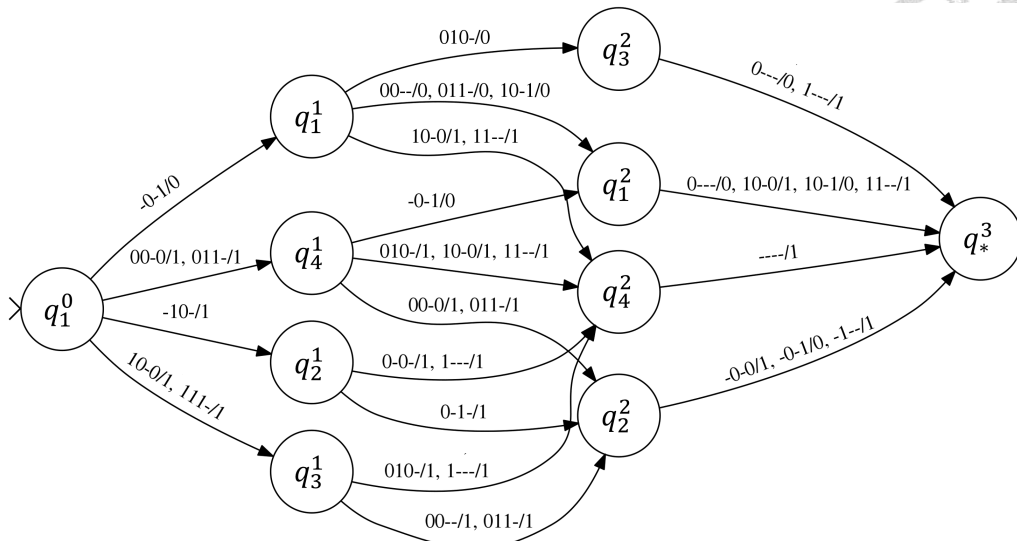 010-/0
q_3^2
0---/0, 1---/1
q_1^1
00--/0, 011-/0, 10-1/0
10-0/1, 11--/1
q_1^2
0---/0, 10-0/1, 10-1/0, 11--/1
-0-1/0
-0-1/0
q_*^3
00-0/1, 011-/1
q_4^1
010-/1, 10-0/1, 11--/1
----/1
q_4^2
q_1^0
-10-/1
00-0/1, 011-/1
q_2^1
0-0-/1, 1---/1
-0-0/1, -0-1/0, -1--/1
10-0/1, 111-/1
0-1-/1
q_2^2
q_3^1
010-/1, 1---/1
00--/1, 011-/1